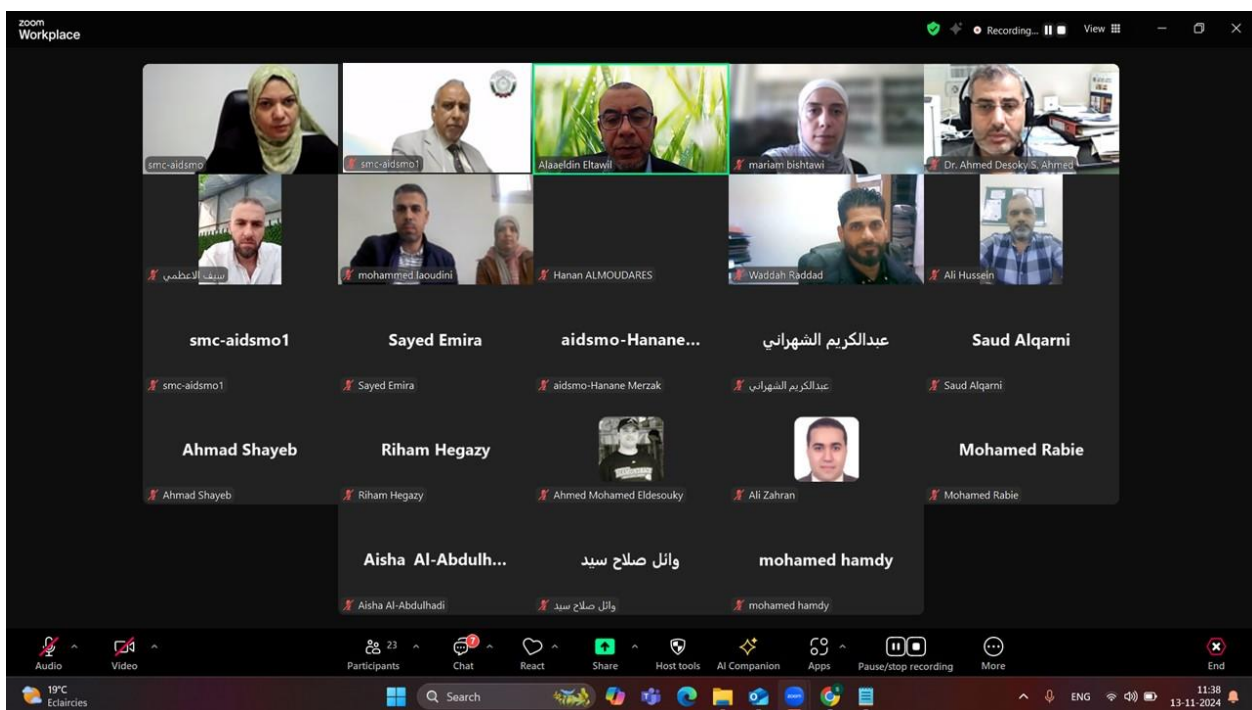 zoom
Workplace
Recording...
View
smc-aidsmo
smc-aidsmo1
Alaaeldin Eltawil
mariam bishtawi
Dr. Ahmed Desoky S. Ahmed
سيف الاعظمي
mohammed laoudini
Hanan ALMOUDARES
Waddah Raddad
Ali Hussein
smc-aidsmo1
Sayed Emira
aidsmo-Hanane...
عبدالكريم الشهراني
Saud Alqarni
smc-aidsmo1
Sayed Emira
aidsmo-Hanane Merzak
عبدالكريم الشهراني
Saud Alqarni
Ahmad Shayeb
Riham Hegazy
Mohamed Rabie
Ahmad Shayeb
Riham Hegazy
Ahmed Mohamed Eldesouky
Ali Zahran
Mohamed Rabie
Aisha Al-Abdulh...
وائل صلاح سيد
mohamed hamdy
Aisha Al-Abdulhadi
وائل صلاح سيد
mohamed hamdy
Audio
Video
23
Participants
7
Chat
React
Share
Host tools
AI Companion
Apps
Pause/stop recording
More
End
19°C
Eclaircies
Search
ENG
11:38
13-11-2024